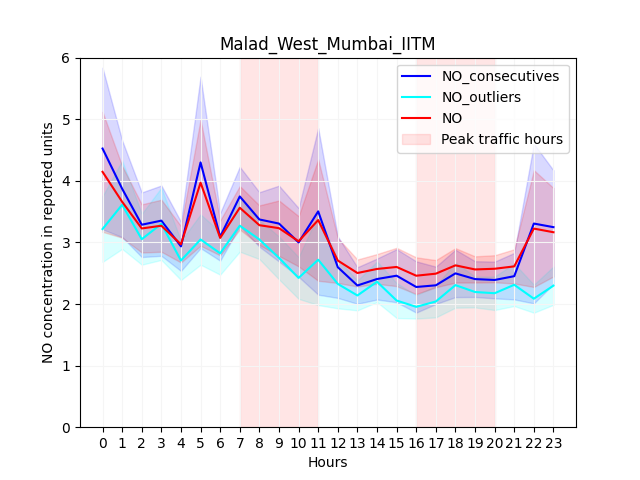 Malad_West_Mumbai_IITM
NO_consecutives
NO_outliers
NO
Peak traffic hours
NO concentration in reported units
6
5
4
3
2
1
0
0 1 2 3 4 5 6 7 8 9 10 11 12 13 14 15 16 17 18 19 20 21 22 23
Hours